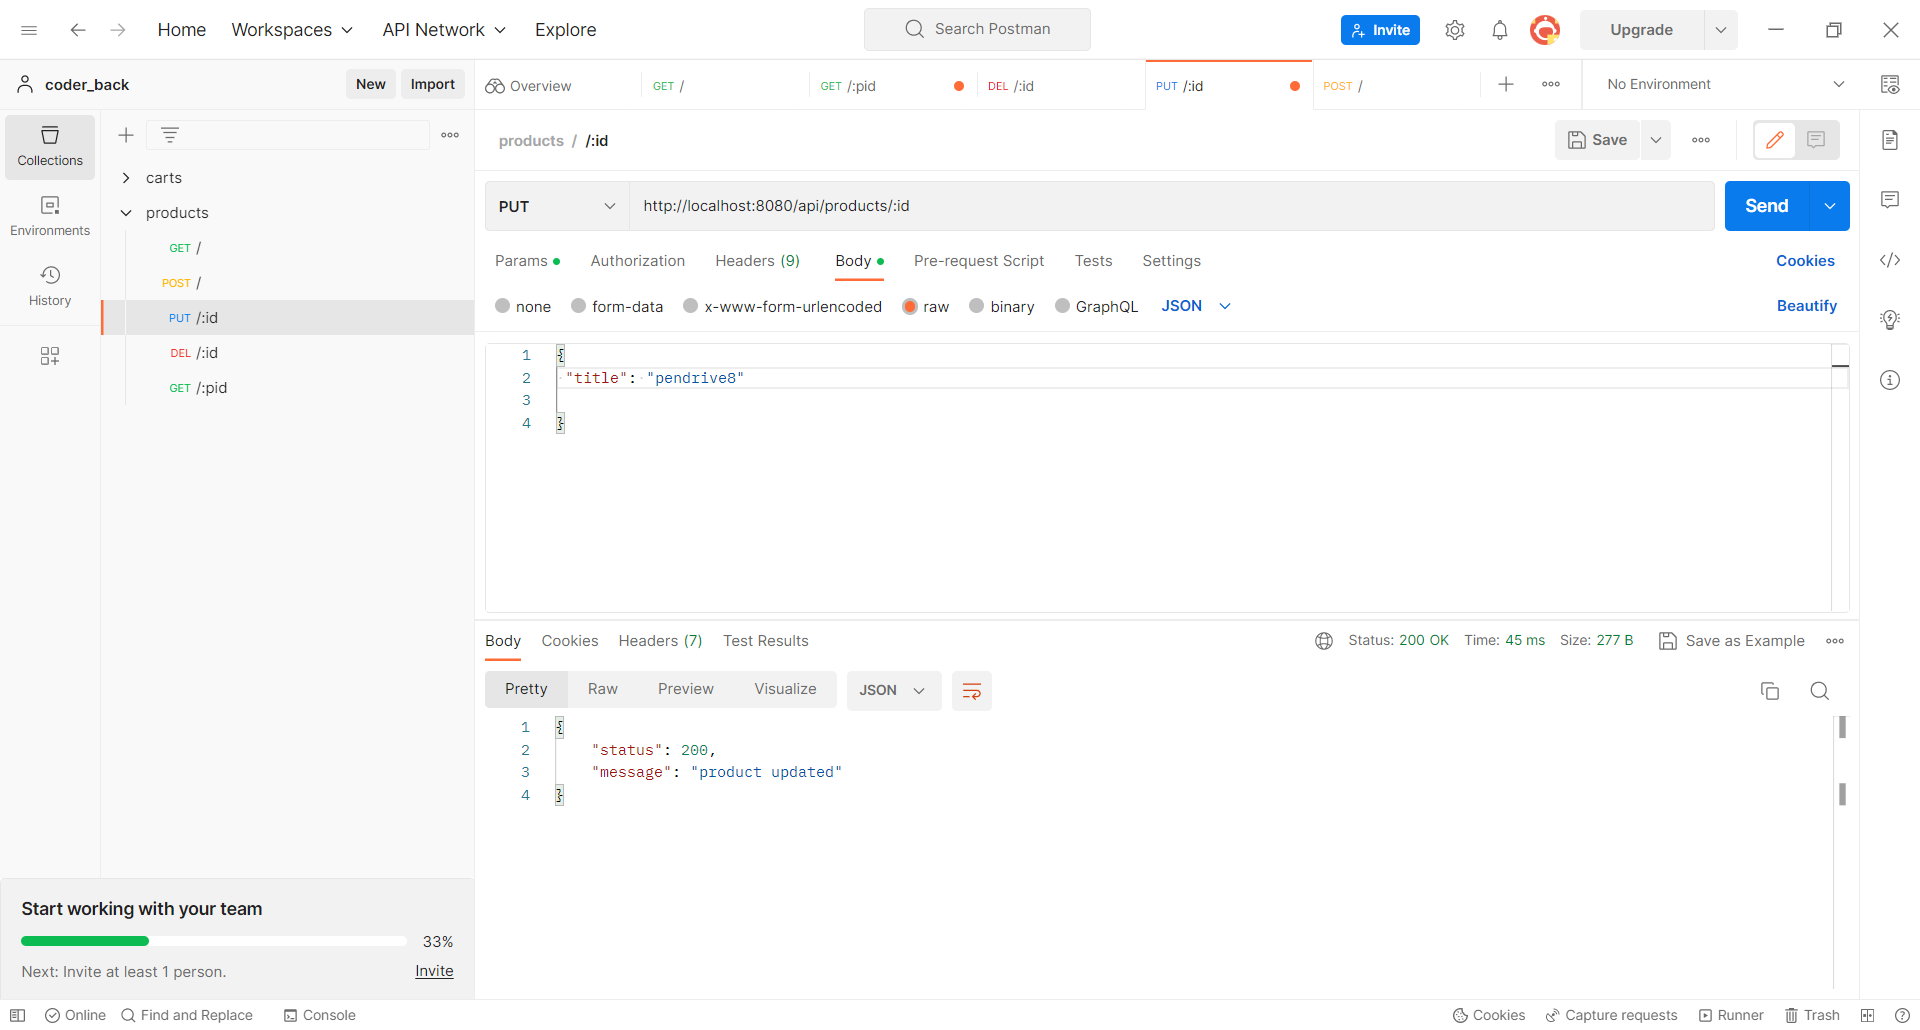 Home Workspaces API Network Explore Search Postman Invite Upgrade
coder_back New Import Overview GET / GET /:pid DEL /:id PUT /:id POST / No Environment
Collections
Environments
History
carts
products
GET /
POST /
PUT /:id
DEL /:id
GET /:pid
products / /:id Save
PUT http://localhost:8080/api/products/:id Send
Params Authorization Headers (9) Body Pre-request Script Tests Settings Cookies
none form-data x-www-form-urlencoded raw binary GraphQL JSON Beautify
1 {
2 "title": "pendrive8"
3
4 }
Body Cookies Headers (7) Test Results Status: 200 OK Time: 45 ms Size: 277 B Save as Example
Pretty Raw Preview Visualize JSON
1 {
2 "status": 200,
3 "message": "product updated"
4 }
Start working with your team
33%
Next: Invite at least 1 person. Invite
Online Find and Replace Console Cookies Capture requests Runner Trash